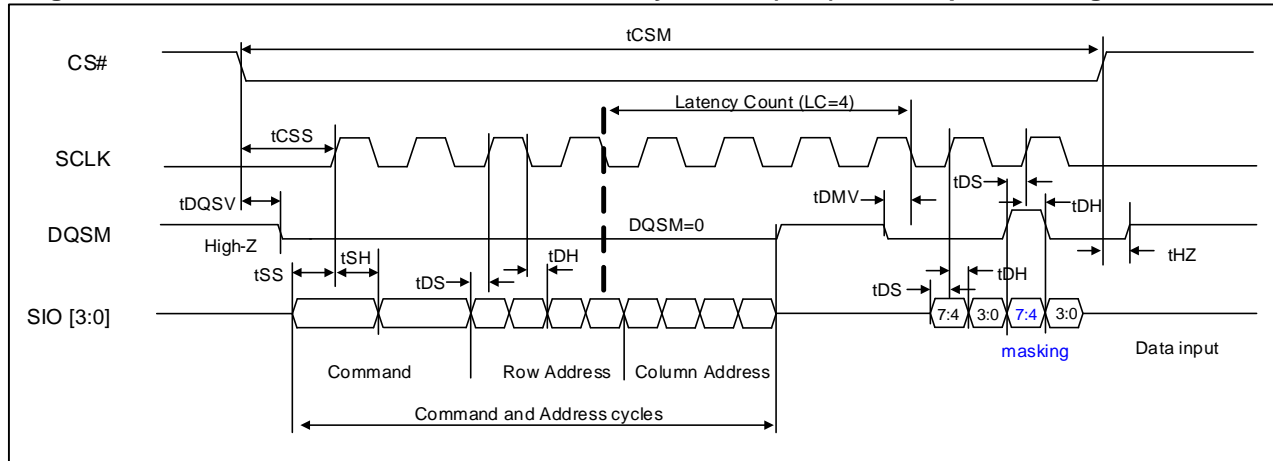 tCSM
CS#
Latency Count (LC=4)
tCSS
SCLK
tDS
tDQSV
tDMV
tDH
DQSM
DQSM=0
High-Z
tHZ
tSS
tSH
tDH
tDS
tDH
tDS
SIO [3:0]
7:4
3:0
7:4
3:0
masking
Data input
Command
Row Address
Column Address
Command and Address cycles